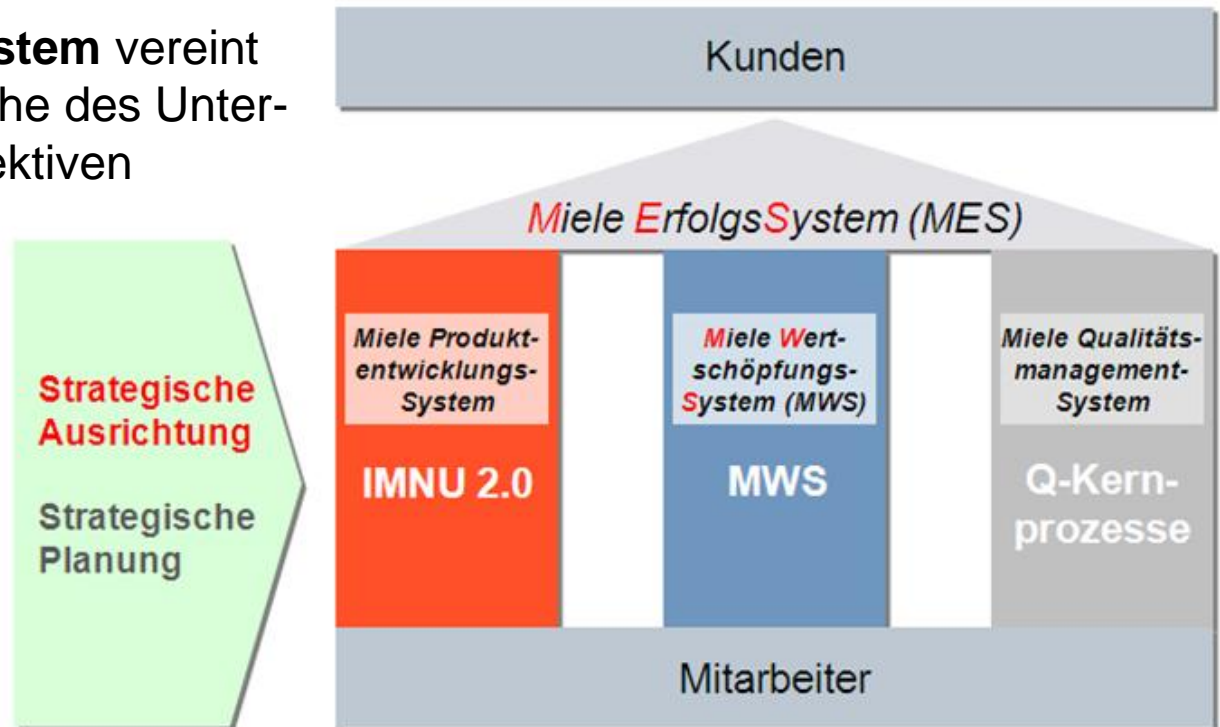 stem vereint
he des Unter-
ektiven
Kunden
Miele ErfolgsSystem (MES)
Strategische
Ausrichtung
Strategische
Planung
Miele Produkt-
entwicklungs-
System
IMNU 2.0
Miele Wert-
schöpfungs-
System (MWS)
MWS
Miele Qualitäts-
management-
System
Q-Kern-
prozesse
Mitarbeiter